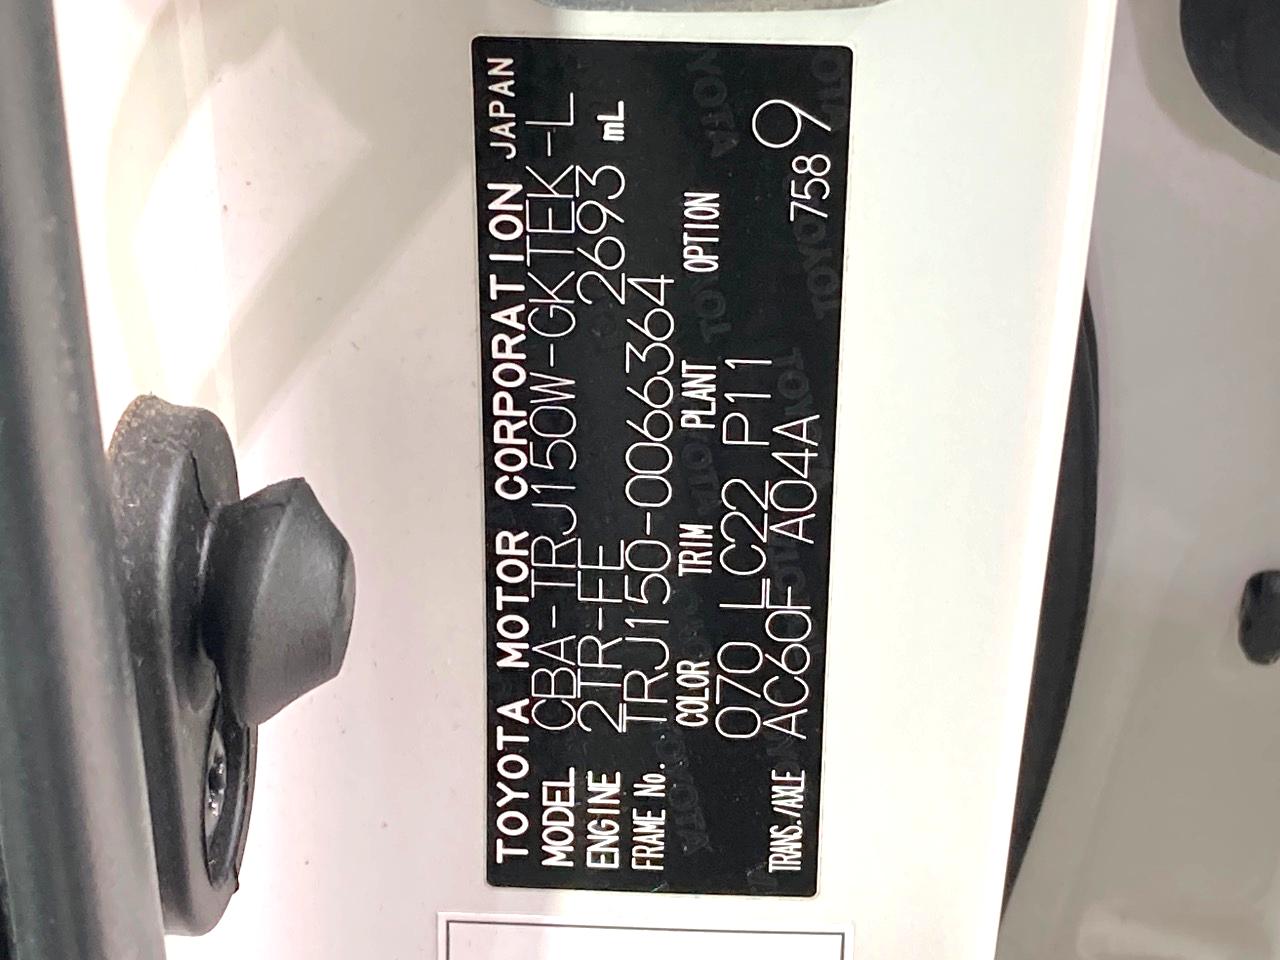 TOYOTA MOTOR CORPORATION JAPAN
MODEL CBA-TRJ150W-GKTEK-L
ENGINE 2TR-FE 2693 mL
FRAME No. TRJ150-0066364
COLOR TRIM PLANT OPTION
070 LC22 P11 9
TRANS./AXLE AC60F A04A 7589